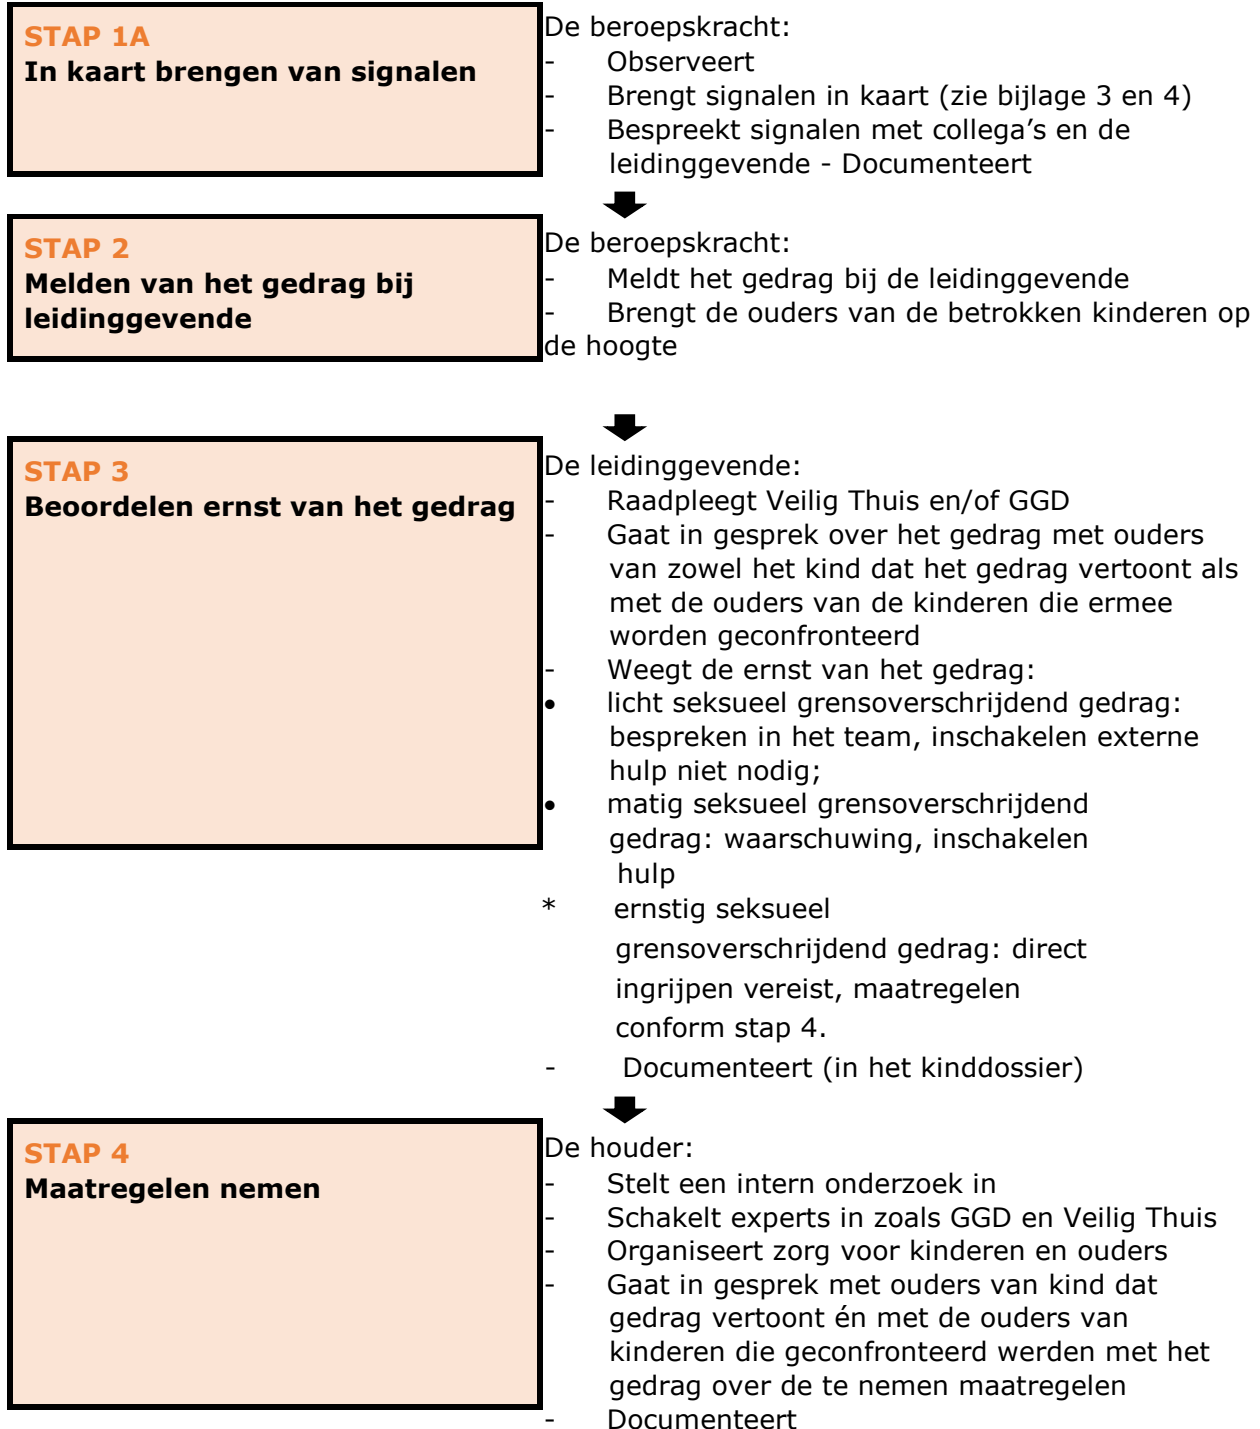 STAP 1A
In kaart brengen van signalen
De beroepskracht:
- Observeert
- Brengt signalen in kaart (zie bijlage 3 en 4)
- Bespreekt signalen met collega’s en de
leidinggevende - Documenteert
STAP 2
Melden van het gedrag bij
leidinggevende
De beroepskracht:
- Meldt het gedrag bij de leidinggevende
- Brengt de ouders van de betrokken kinderen op
de hoogte
STAP 3
Beoordelen ernst van het gedrag
De leidinggevende:
- Raadpleegt Veilig Thuis en/of GGD
- Gaat in gesprek over het gedrag met ouders
van zowel het kind dat het gedrag vertoont als
met de ouders van de kinderen die ermee
worden geconfronteerd
- Weegt de ernst van het gedrag:
• licht seksueel grensoverschrijdend gedrag:
bespreken in het team, inschakelen externe
hulp niet nodig;
• matig seksueel grensoverschrijdend
gedrag: waarschuwing, inschakelen
hulp
* ernstig seksueel
grensoverschrijdend gedrag: direct
ingrijpen vereist, maatregelen
conform stap 4.
- Documenteert (in het kinddossier)
STAP 4
Maatregelen nemen
De houder:
- Stelt een intern onderzoek in
- Schakelt experts in zoals GGD en Veilig Thuis
- Organiseert zorg voor kinderen en ouders
- Gaat in gesprek met ouders van kind dat
gedrag vertoont én met de ouders van
kinderen die geconfronteerd werden met het
gedrag over de te nemen maatregelen
- Documenteert